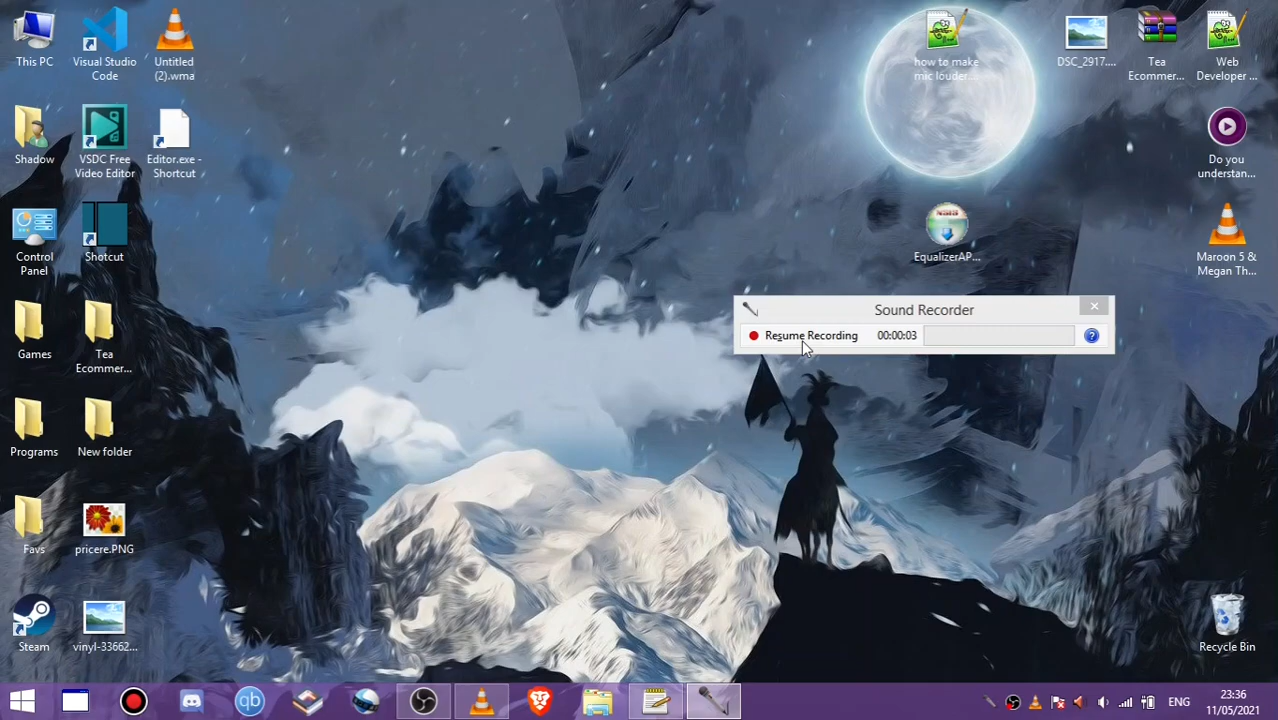 This PC
Visual Studio
Code
Untitled
(2).wma
how to make
mic louder...
DSC_2917....
Tea
Ecommer...
Web
Developer ...
Shadow
VSDC Free
Video Editor
Editor.exe -
Shortcut
Do you
understan...
Control
Panel
Shotcut
EqualizerAP...
Maroon 5 &
Megan Th...
Sound Recorder
Resume Recording
00:00:03
Games
Tea
Ecommer...
Programs
New folder
Favs
pricere.PNG
Steam
vinyl-33662...
Recycle Bin
qb
ENG
23:36
11/05/2021